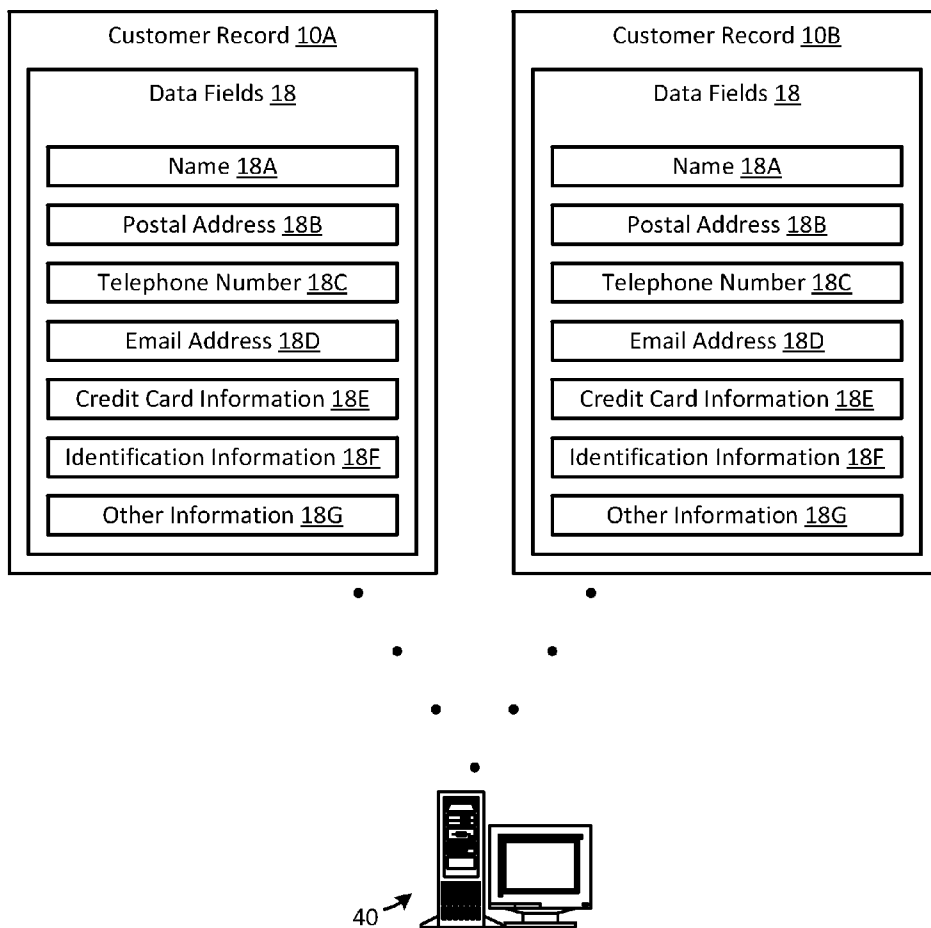 Customer Record 10A
Data Fields 18
Name 18A
Postal Address 18B
Telephone Number 18C
Email Address 18D
Credit Card Information 18E
Identification Information 18F
Other Information 18G
Customer Record 10B
Data Fields 18
Name 18A
Postal Address 18B
Telephone Number 18C
Email Address 18D
Credit Card Information 18E
Identification Information 18F
Other Information 18G
40